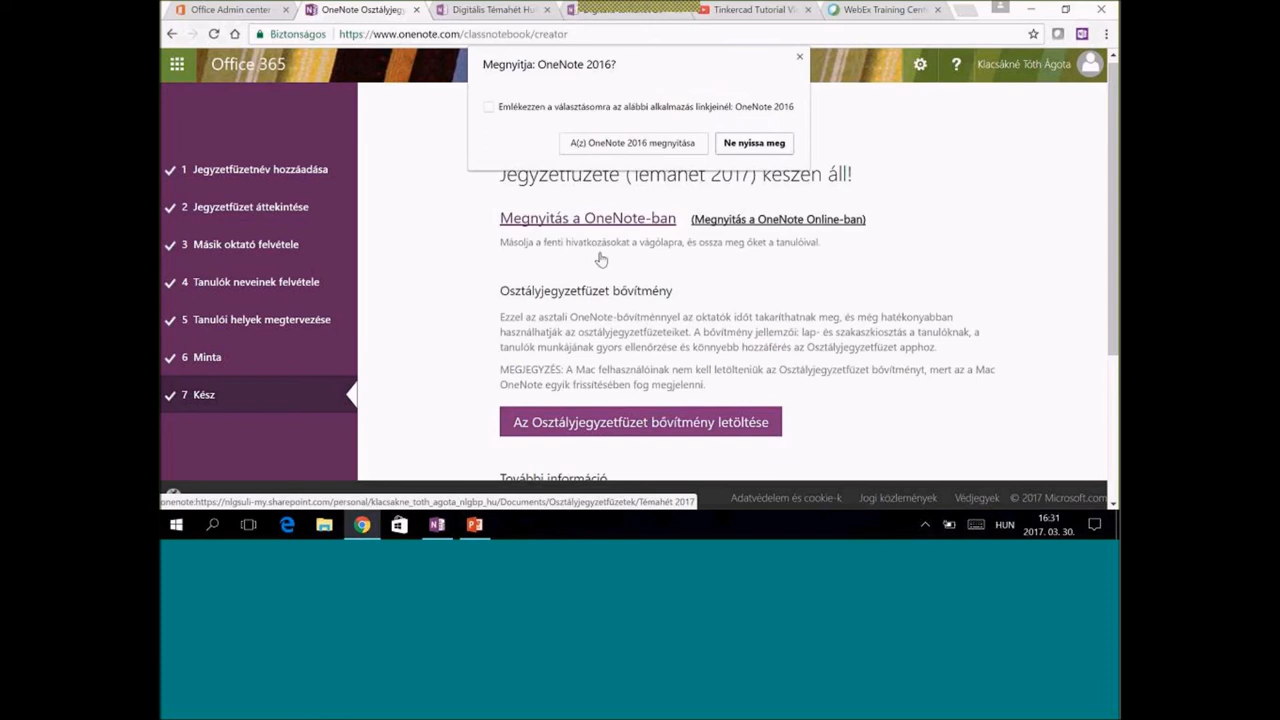 Office Admin center
OneNote Osztályjegy
Digitális Témahét Hu
Tinkercad Tutorial V
WebEx Training Cent
Biztonságos
https://www.onenote.com/classnotebook/creator
Office 365
Klacsákné Tóth Ágota
Megnyitja: OneNote 2016?
Emlékezzen a választásomra az alábbi alkalmazás linkjeinél: OneNote 2016
A(z) OneNote 2016 megnyitása
Ne nyissa meg
1 Jegyzetfüzetnév hozzáadása
2 Jegyzetfüzet áttekintése
3 Másik oktató felvétele
4 Tanulók neveinek felvétele
5 Tanulói helyek megtervezése
6 Minta
7 Kész
Jegyzetfüzete (Témahét 2017) készen áll!
Megnyitás a OneNote-ban (Megnyitás a OneNote Online-ban)
Másolja a fenti hivatkozásokat a vágólapra, és ossza meg őket a tanulóival.
Osztályjegyzetfüzet bővítmény
Ezzel az asztali OneNote-bővítménnyel az oktatók időt takaríthatnak meg, és még hatékonyabban
használhatják az osztályjegyzetfüzeteiket. A bővítmény jellemzői: lap- és szakaszkiosztás a tanulóknak, a
tanulók munkájának gyors ellenőrzése és könnyebb hozzáférés az Osztályjegyzetfüzet apphoz.
MEGJEGYZÉS: A Mac felhasználóinak nem kell letölteniük az Osztályjegyzetfüzet bővítményt, mert az a Mac
OneNote egyik frissítésében fog megjelenni.
Az Osztályjegyzetfüzet bővítmény letöltése
További információ
onenote:https://nlgsuli-my.sharepoint.com/personal/klacsakne_toth_agota_nlgbp_hu/Documents/Osztályjegyzetfüzetek/Témahét 2017
Adatvédelem és cookie-k
Jogi közlemények
Védjegyek
© 2017 Microsoft.com
HUN
16:31
2017. 03. 30.